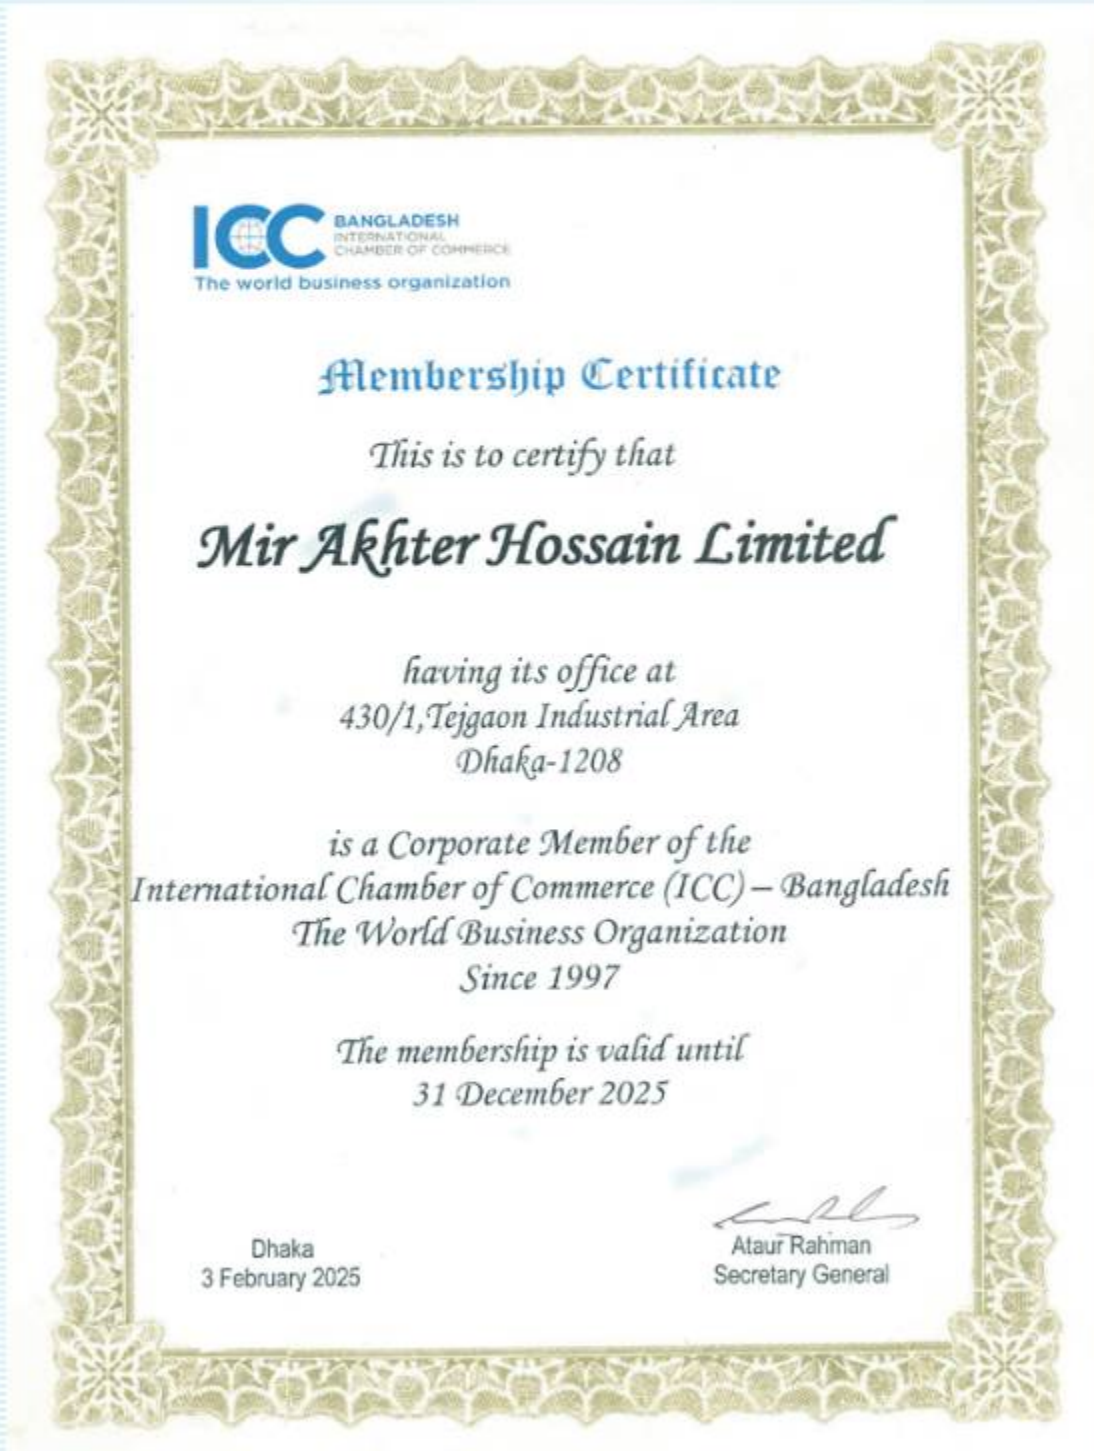 ICC BANGLADESH
INTERNATIONAL
CHAMBER OF COMMERCE
The world business organization
Membership Certificate
This is to certify that
Mir Akhter Hossain Limited
having its office at
430/1,Tejgaon Industrial Area
Dhaka-1208
is a Corporate Member of the
International Chamber of Commerce (ICC) – Bangladesh
The World Business Organization
Since 1997
The membership is valid until
31 December 2025
Dhaka
3 February 2025
Ataur Rahman
Secretary General